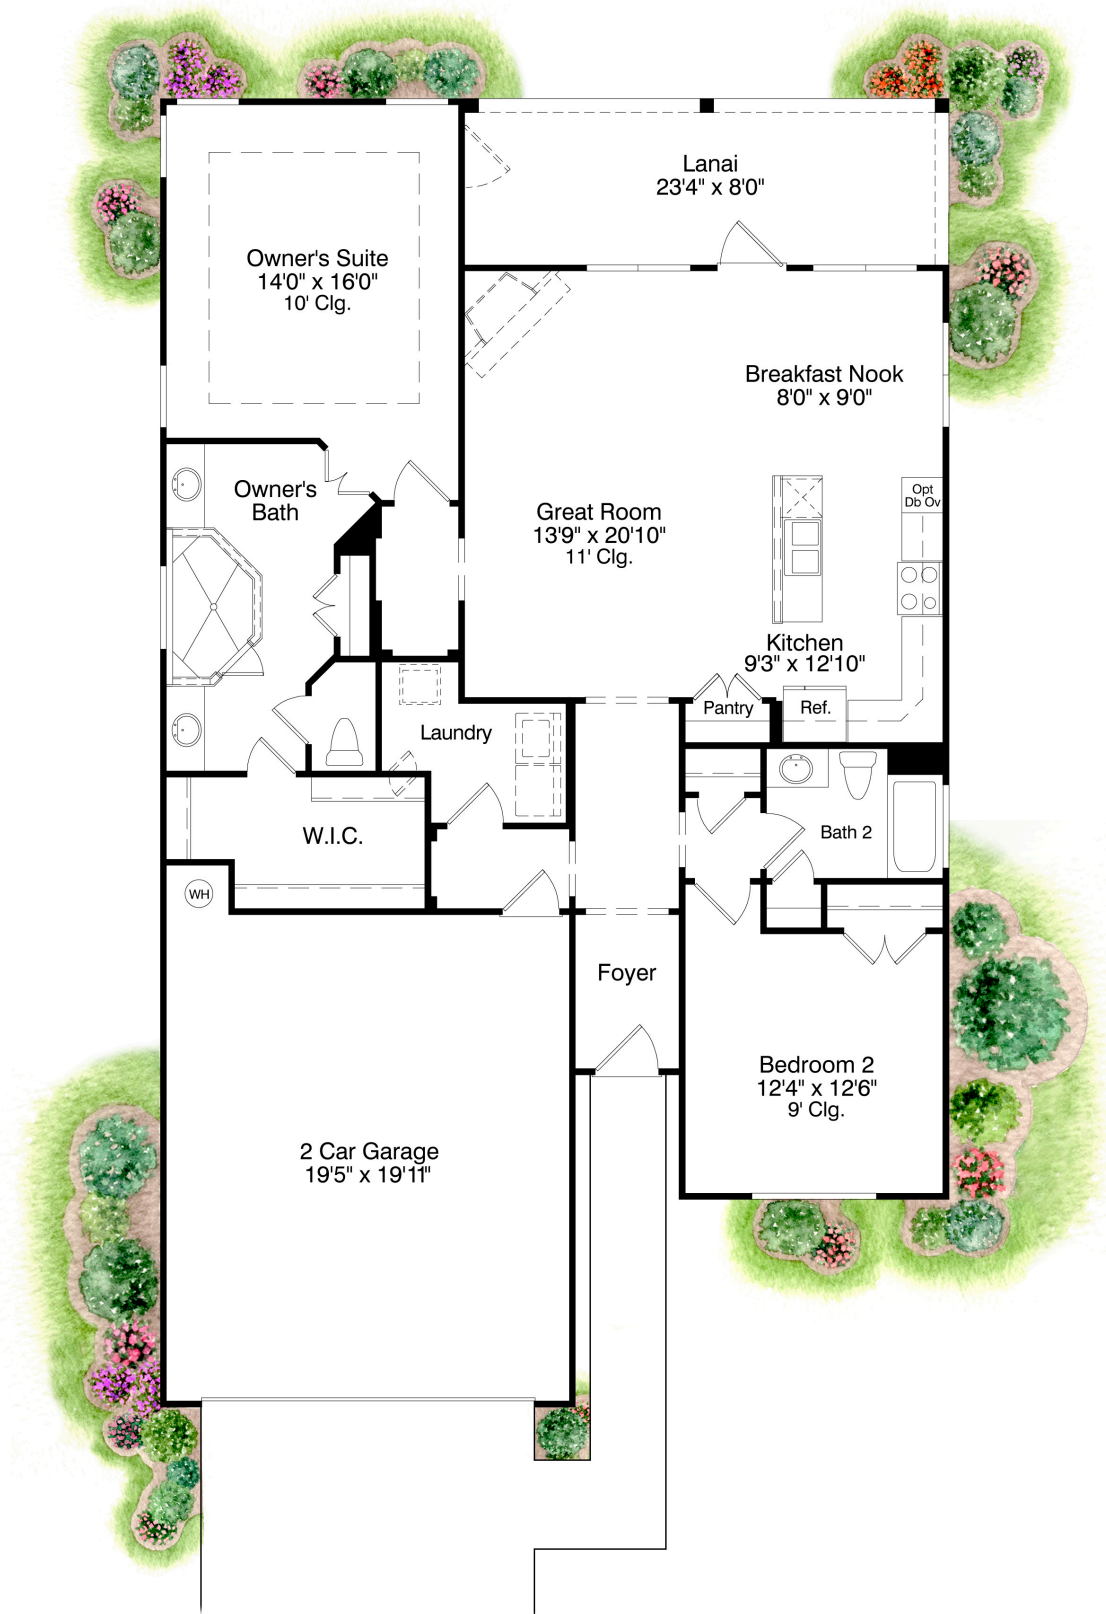 Lanai
23'4" x 8'0"
Owner's Suite
14'0" x 16'0"
10' Clg.
Breakfast Nook
8'0" x 9'0"
Owner's
Bath
Opt
Db Ov
Great Room
13'9" x 20'10"
11' Clg.
Kitchen
9'3" x 12'10"
Pantry
Ref.
Laundry
W.I.C.
Bath 2
WH
Foyer
Bedroom 2
12'4" x 12'6"
9' Clg.
2 Car Garage
19'5" x 19'11"